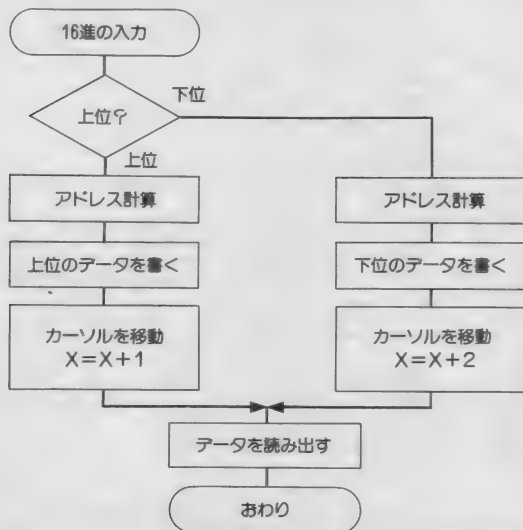 16進の入力
上位?
下位
上位
アドレス計算
上位のデータを書く
カーソルを移動
X=X+1
アドレス計算
下位のデータを書く
カーソルを移動
X=X+2
データを読み出す
おわり